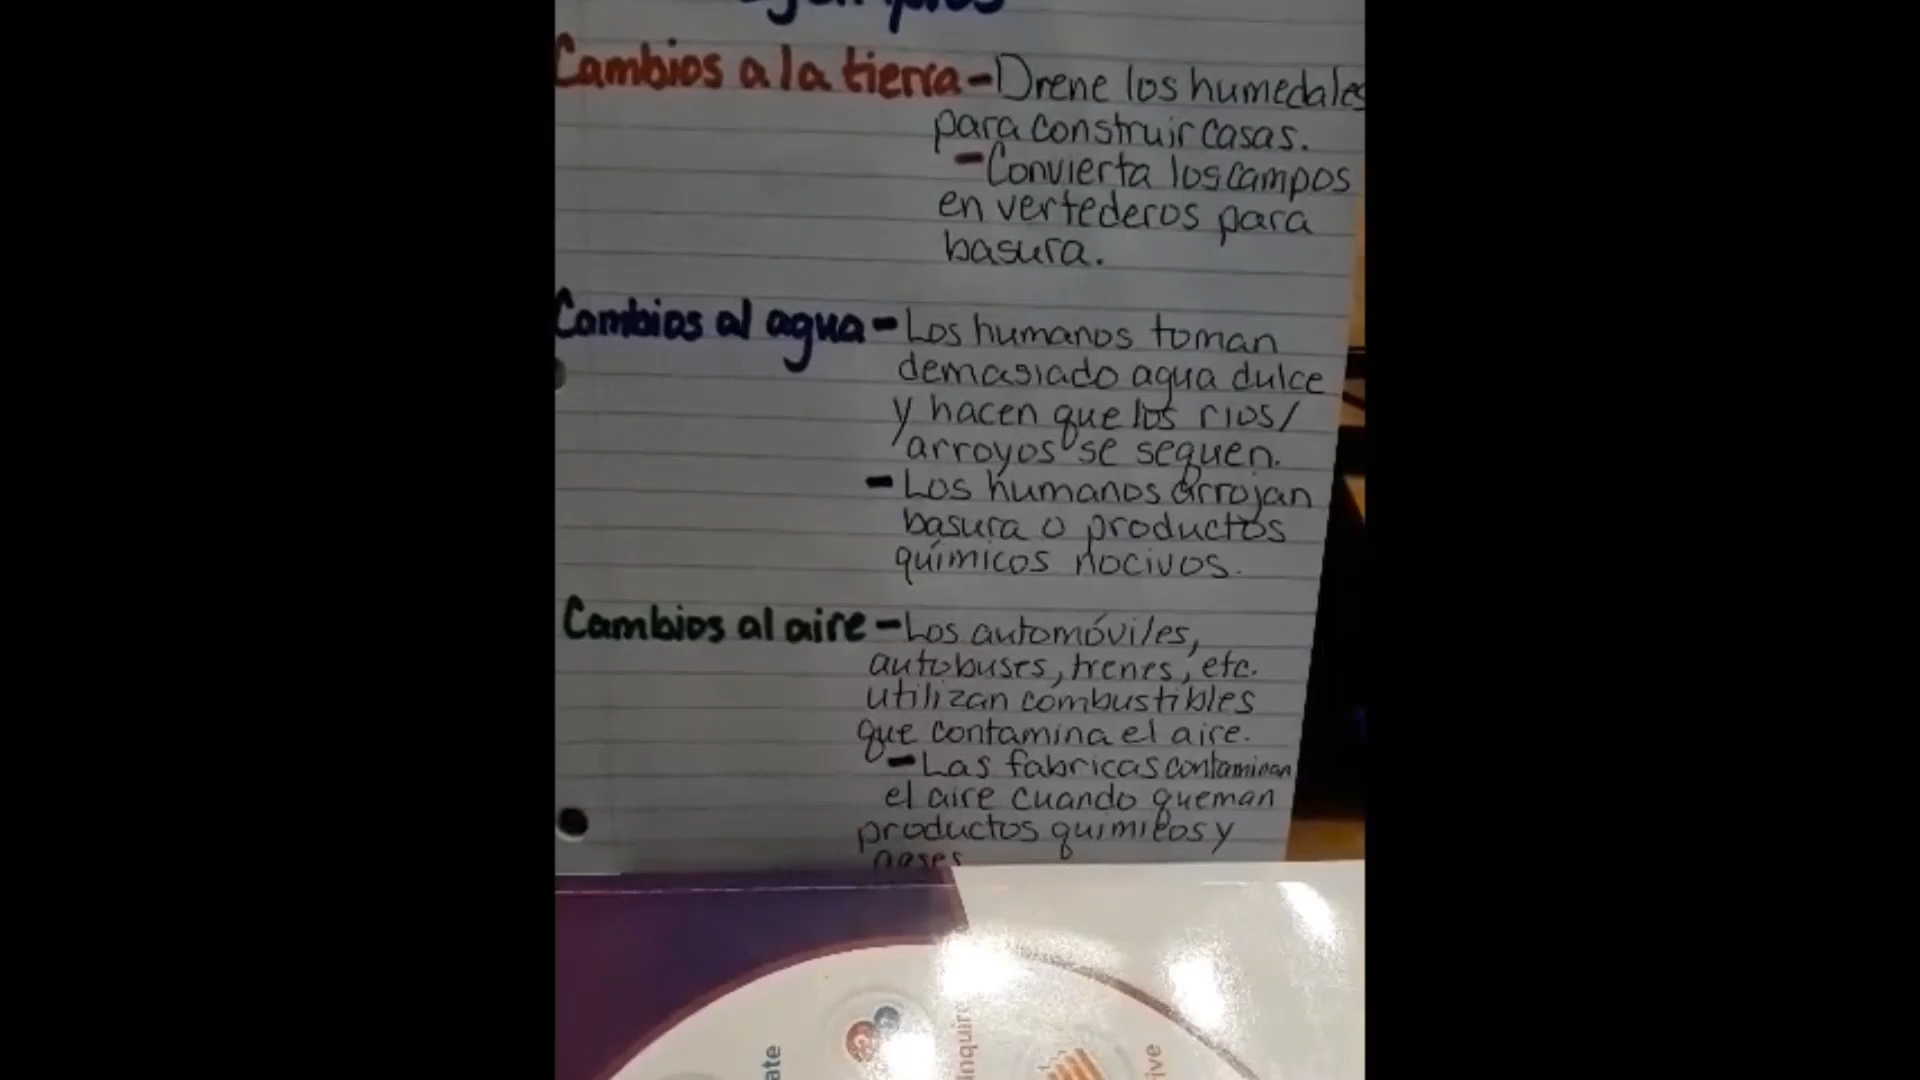 Ejemplos
Cambios a la tierra - Drene los humedales
para construir casas.
- Convierta los campos
en vertederos para
basura.
Cambios al agua - Los humanos toman
demasiado agua dulce
y hacen que los rios/
arroyos se sequen.
- Los humanos arrojan
basura o productos
químicos nocivos.
Cambios al aire - Los automóviles,
autobuses, trenes, etc.
utilizan combustibles
que contamina el aire.
- Las fabricas contaminan
el aire cuando queman
productos quimicos y
gases